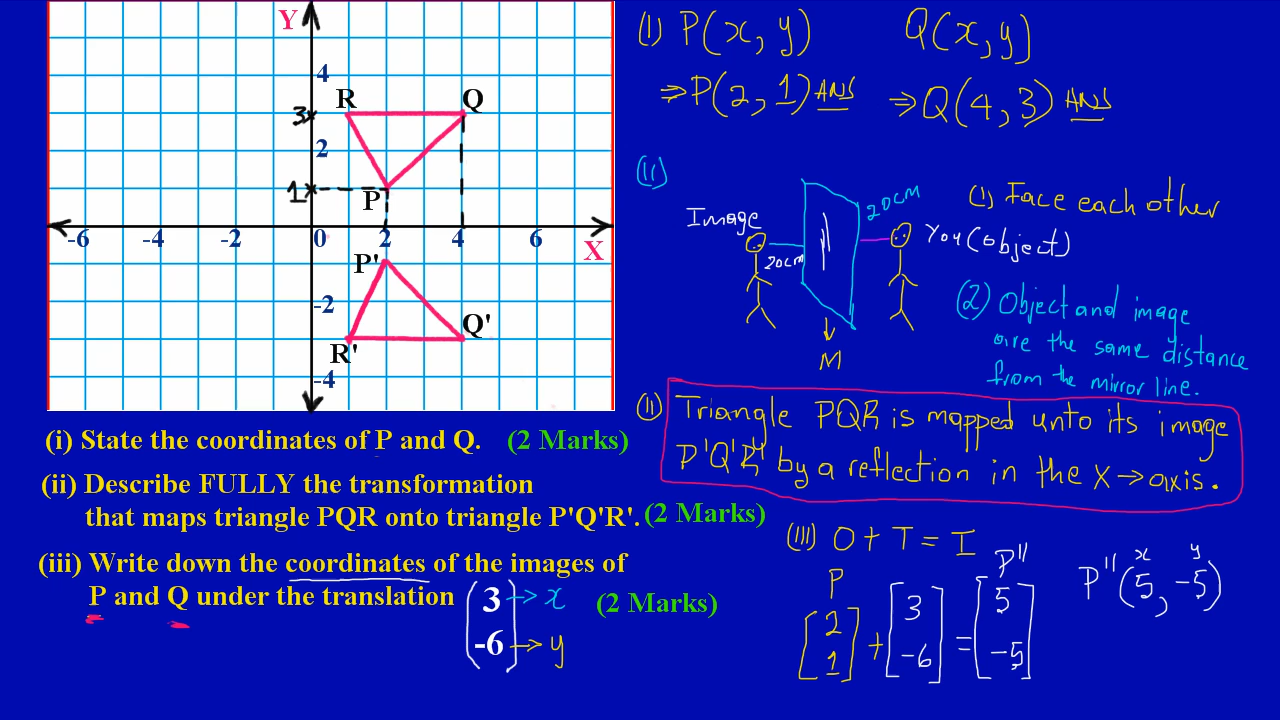 Y
4
R
Q
3
2
1
P
-6
-4
-2
0
2
4
6
X
P'
-2
Q'
R'
-4
(i) State the coordinates of P and Q. (2 Marks)
(ii) Describe FULLY the transformation
that maps triangle PQR onto triangle P'Q'R'. (2 Marks)
(iii) Write down the coordinates of the images of
P and Q under the translation (3 → x
-6) → y
(2 Marks)
(I) P(x, y) Q(x, y)
⇒ P(2, 1) ANS ⇒ Q(4, 3) ANS
(II)
Image
20cm
20cm
You (object)
M
(1) Face each other
(2) Object and image
are the same distance
from the mirror line.
(II) Triangle PQR is mapped unto its image
P'Q'R'' by a reflection in the X → axis.
(III) O + T = I
P P''
[2 1] + [3 -6] = [5 -5]
x y
P'' (5, -5)